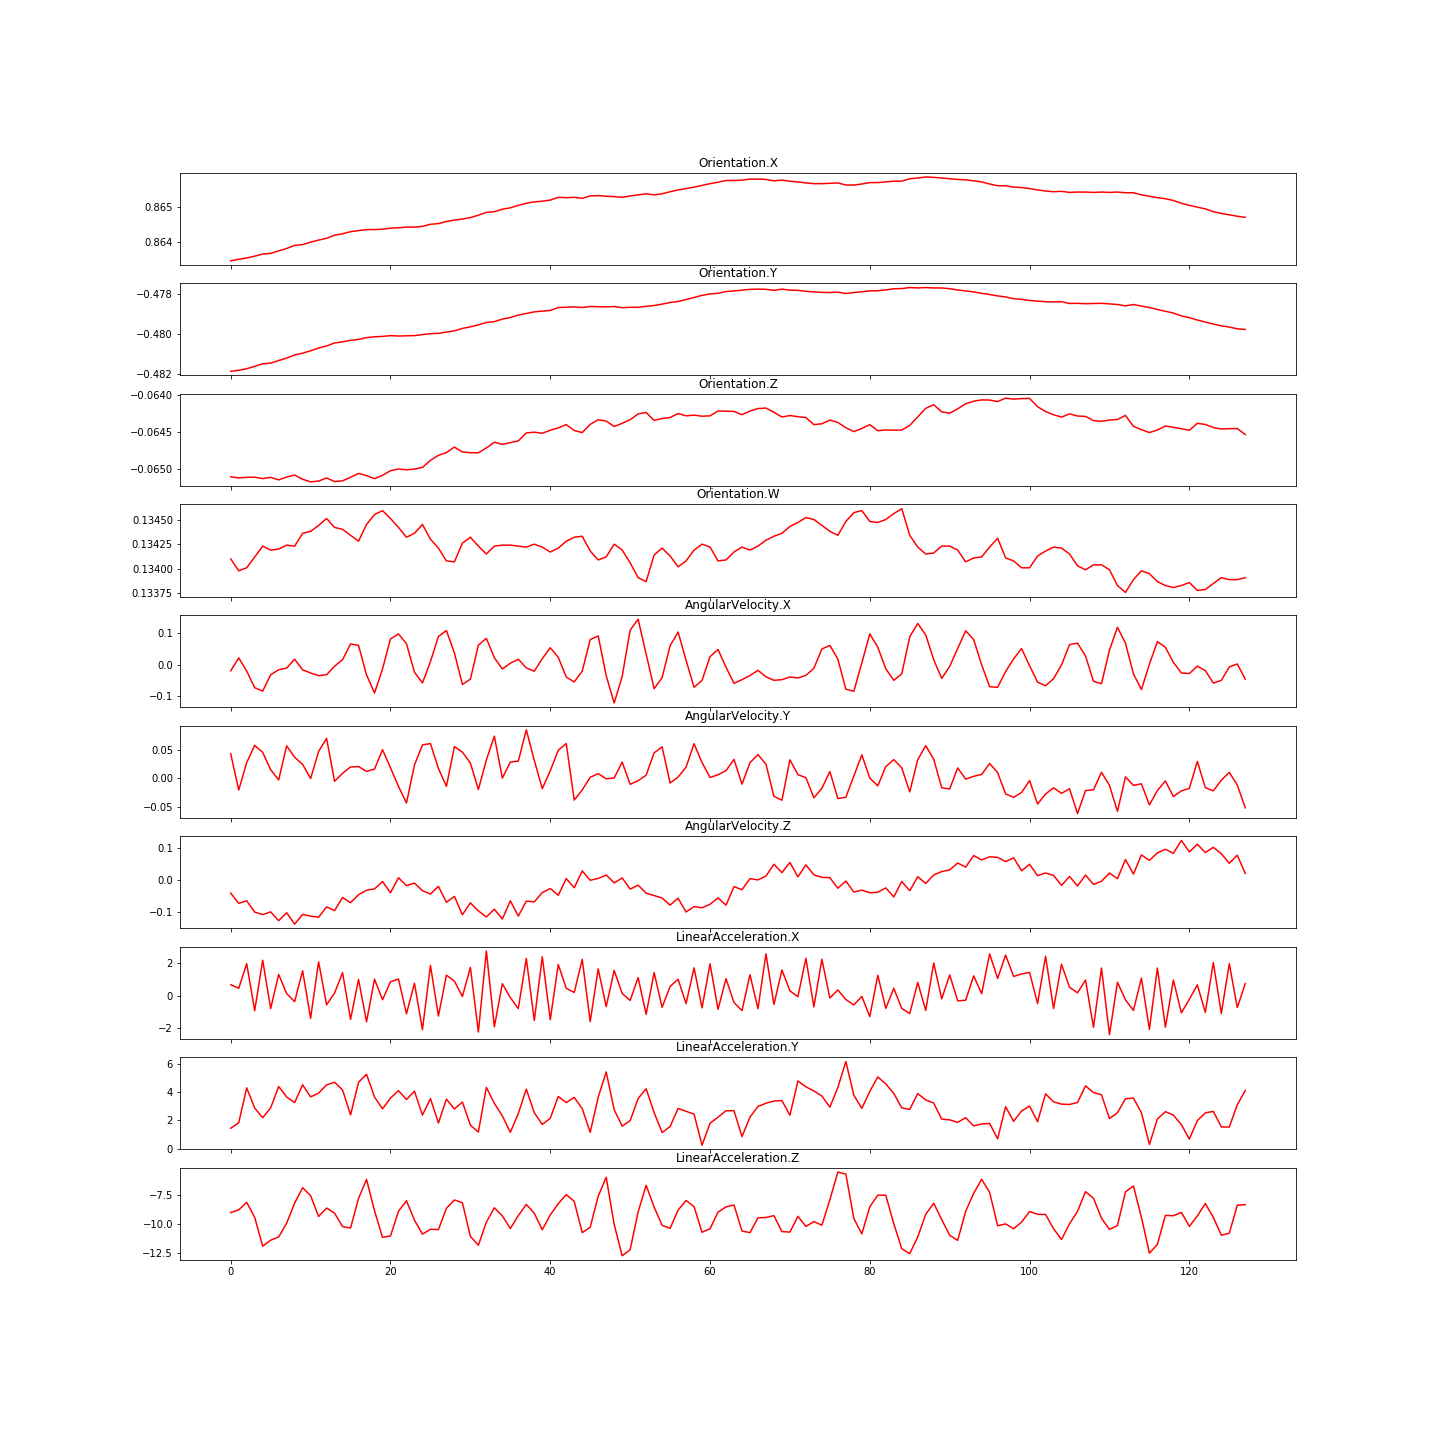 Orientation.X
0.865
0.864
Orientation.Y
−0.478
−0.480
−0.482
Orientation.Z
−0.0640
−0.0645
−0.0650
Orientation.W
0.13450
0.13425
0.13400
0.13375
AngularVelocity.X
0.1
0.0
−0.1
AngularVelocity.Y
0.05
0.00
−0.05
AngularVelocity.Z
0.1
0.0
−0.1
LinearAcceleration.X
2
0
−2
LinearAcceleration.Y
6
4
2
0
LinearAcceleration.Z
−7.5
−10.0
−12.5
0 20 40 60 80 100 120